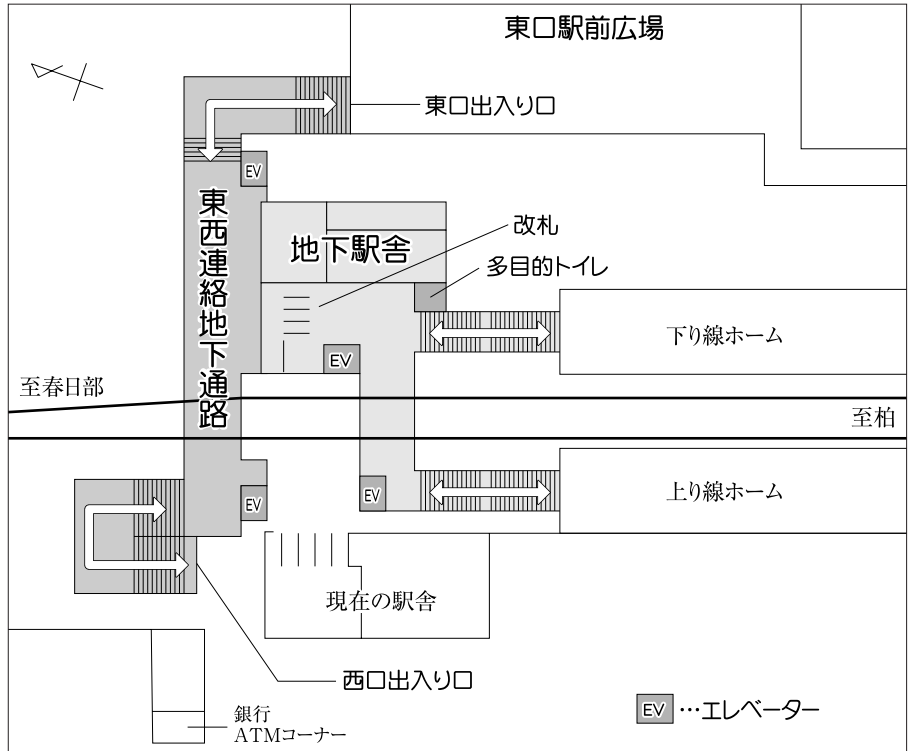 東口駅前広場
東口出入り口
EV
東西連絡地下通路
地下駅舎
改札
多目的トイレ
下り線ホーム
EV
至春日部
至柏
EV
EV
上り線ホーム
現在の駅舎
西口出入り口
銀行
ATMコーナー
EV …エレベーター